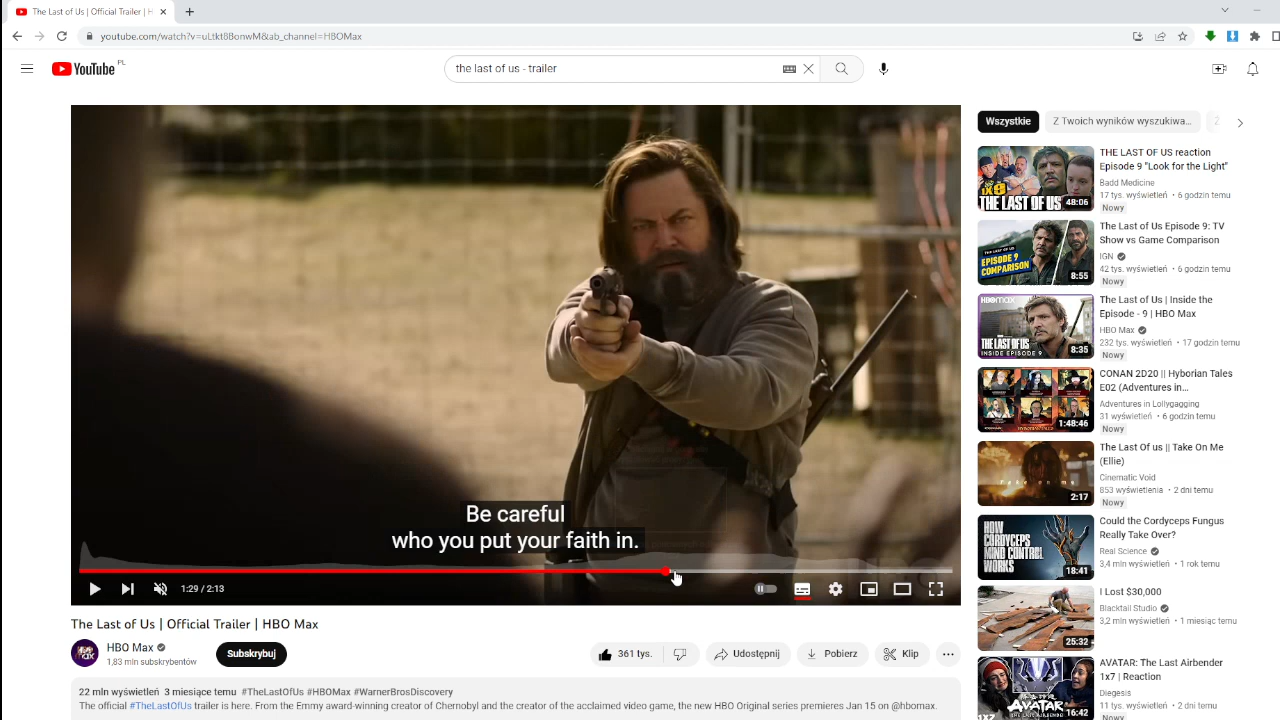 The Last of Us | Official Trailer | H
youtube.com/watch?v=uLtkt8BonwM&ab_channel=HBOMax
YouTube PL
the last of us - trailer
Be careful
who you put your faith in.
1:29 / 2:13
The Last of Us | Official Trailer | HBO Max
HBO Max
1,83 mln subskrybentów
Subskrybuj
361 tys.
Udostępnij
Pobierz
Klip
22 mln wyświetleń 3 miesiące temu #TheLastOfUs #HBOMax #WarnerBrosDiscovery
The official #TheLastOfUs trailer is here. From the Emmy award-winning creator of Chernobyl and the creator of the acclaimed video game, the new HBO Original series premieres Jan 15 on @hbomax.
Wszystkie
Z Twoich wyników wyszukiwa...
1X9
THE LAST OF US
48:06
THE LAST OF US reaction
Episode 9 "Look for the Light"
Badd Medicine
17 tys. wyświetleń • 6 godzin temu
Nowy
THE LAST OF US
EPISODE 9
COMPARISON
8:55
The Last of Us Episode 9: TV
Show vs Game Comparison
IGN
42 tys. wyświetleń • 6 godzin temu
Nowy
HBOMAX
THE LAST OF US
INSIDE EPISODE 9
8:35
The Last of Us | Inside the
Episode - 9 | HBO Max
HBO Max
232 tys. wyświetleń • 17 godzin temu
Nowy
1:48:46
CONAN 2D20 || Hyborian Tales
E02 (Adventures in...
Adventures in Lollygagging
31 wyświetleń • 6 godzin temu
Nowy
Take on me
2:17
The Last Of us || Take On Me
(Ellie)
Cinematic Void
853 wyświetlenia • 2 dni temu
Nowy
HOW
CORDYCEPS
MIND CONTROL
WORKS
18:41
Could the Cordyceps Fungus
Really Take Over?
Real Science
3,4 mln wyświetleń • 1 rok temu
25:32
I Lost $30,000
Blacktail Studio
3,2 mln wyświetleń • 1 miesiąc temu
1X7
AVATAR
16:42
AVATAR: The Last Airbender
1x7 | Reaction
Diegesis
11 tys. wyświetleń • 2 dni temu
Nowy